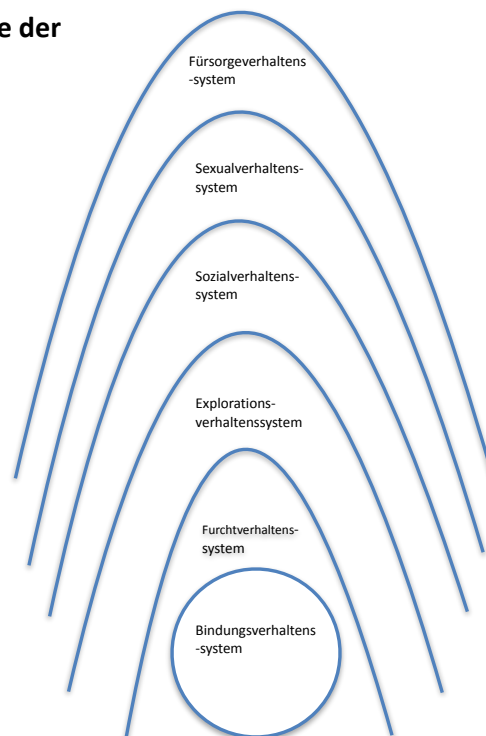 e der
Fürsorgeverhaltens
-system
Sexualverhaltens-
system
Sozialverhaltens-
system
Explorations-
verhaltenssystem
Furchtverhaltens-
system
Bindungsverhaltens
-system